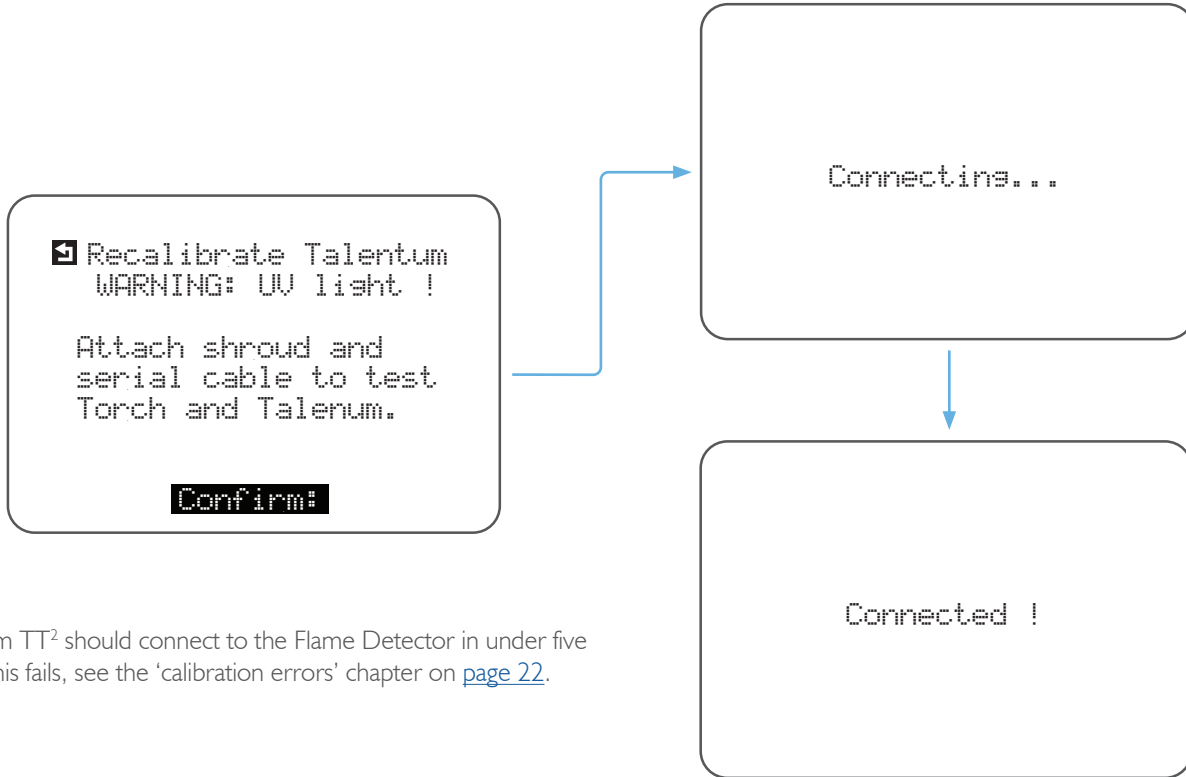 Recalibrate Talentum
WARNING: UV light !
Attach shroud and
serial cable to test
Torch and Talenum.
Confirm:
Connecting...
Connected !
m TT² should connect to the Flame Detector in under five
his fails, see the ‘calibration errors’ chapter on page 22.